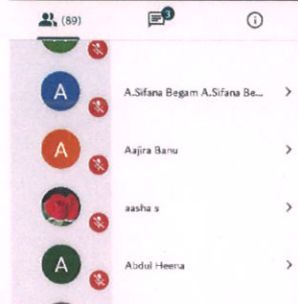 (89)
3
A
A.Sifana Begam A.Sifana Be...
A
Aajira Banu
aasha s
A
Abdul Heena